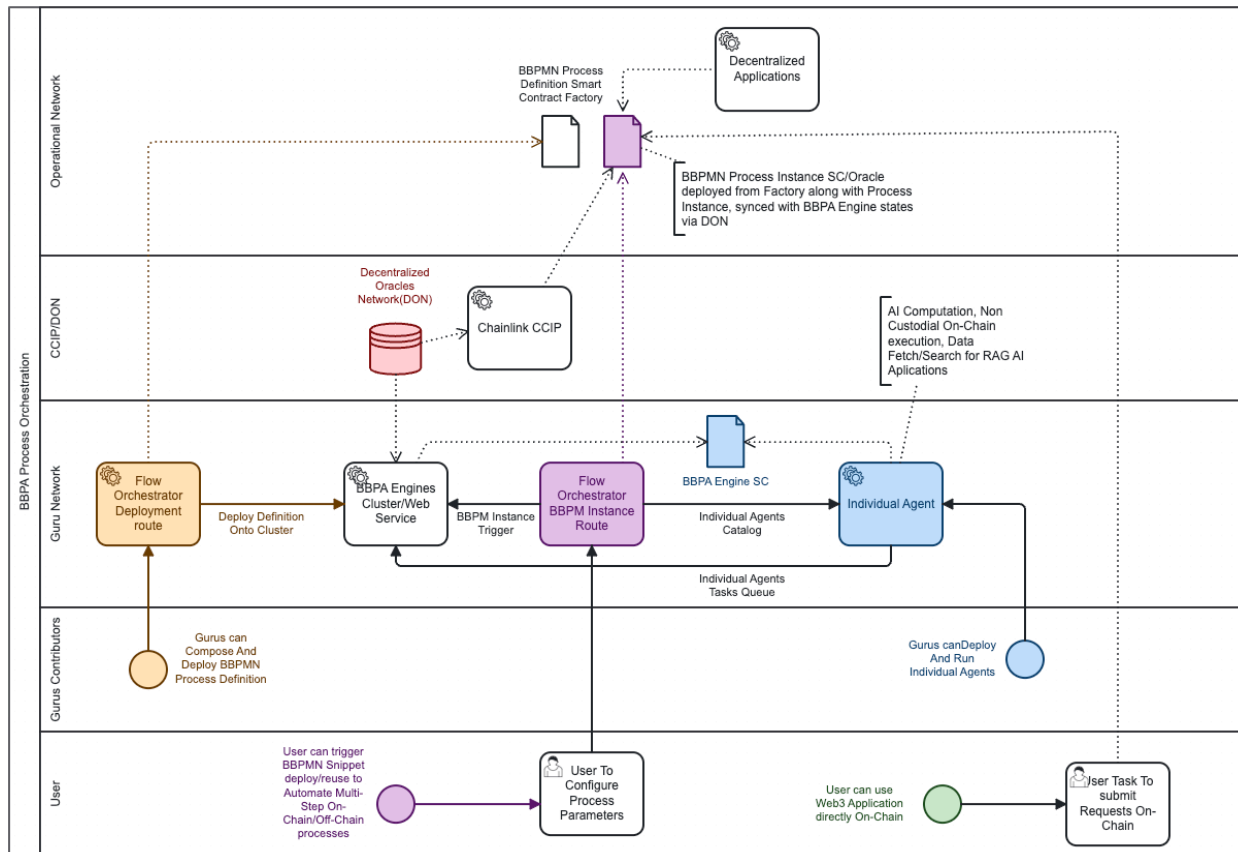 BBPA Process Orchestration
Operational Network
Decentralized
Applications
BBPMN Process
Definition Smart
Contract Factory
BBPMN Process Instance SC/Oracle
deployed from Factory along with Process
Instance, synced with BBPA Engine states
via DON
CCIP/DON
Decentralized
Oracles
Network(DON)
Chainlink CCIP
AI Computation, Non
Custodial On-Chain
execution, Data
Fetch/Search for RAG AI
Aplications
Guru Network
Flow
Orchestrator
Deployment
route
Deploy Definition
Onto Cluster
BBPA Engines
Cluster/Web
Service
BBPM Instance
Trigger
Flow
Orchestrator
BBPM Instance
Route
BBPA Engine SC
Individual Agents
Catalog
Individual Agent
Individual Agents
Tasks Queue
Gurus Contributors
Gurus can
Compose And
Deploy BBPMN
Process Definition
Gurus canDeploy
And Run
Individual Agents
User
User can trigger
BBPMN Snippet
deploy/reuse to
Automate Multi-
Step On-
Chain/Off-Chain
processes
User To
Configure
Process
Parameters
User can use
Web3 Application
directly On-Chain
User Task To
submit
Requests On-
Chain